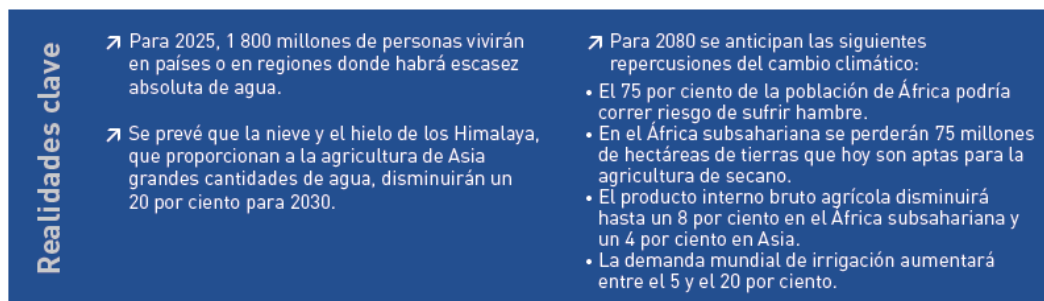 Realidades clave
↗ Para 2025, 1 800 millones de personas vivirán
en países o en regiones donde habrá escasez
absoluta de agua.
↗ Se prevé que la nieve y el hielo de los Himalaya,
que proporcionan a la agricultura de Asia
grandes cantidades de agua, disminuirán un
20 por ciento para 2030.
↗ Para 2080 se anticipan las siguientes
repercusiones del cambio climático:
• El 75 por ciento de la población de África podría
correr riesgo de sufrir hambre.
• En el África subsahariana se perderán 75 millones
de hectáreas de tierras que hoy son aptas para la
agricultura de secano.
• El producto interno bruto agrícola disminuirá
hasta un 8 por ciento en el África subsahariana y
un 4 por ciento en Asia.
• La demanda mundial de irrigación aumentará
entre el 5 y el 20 por ciento.